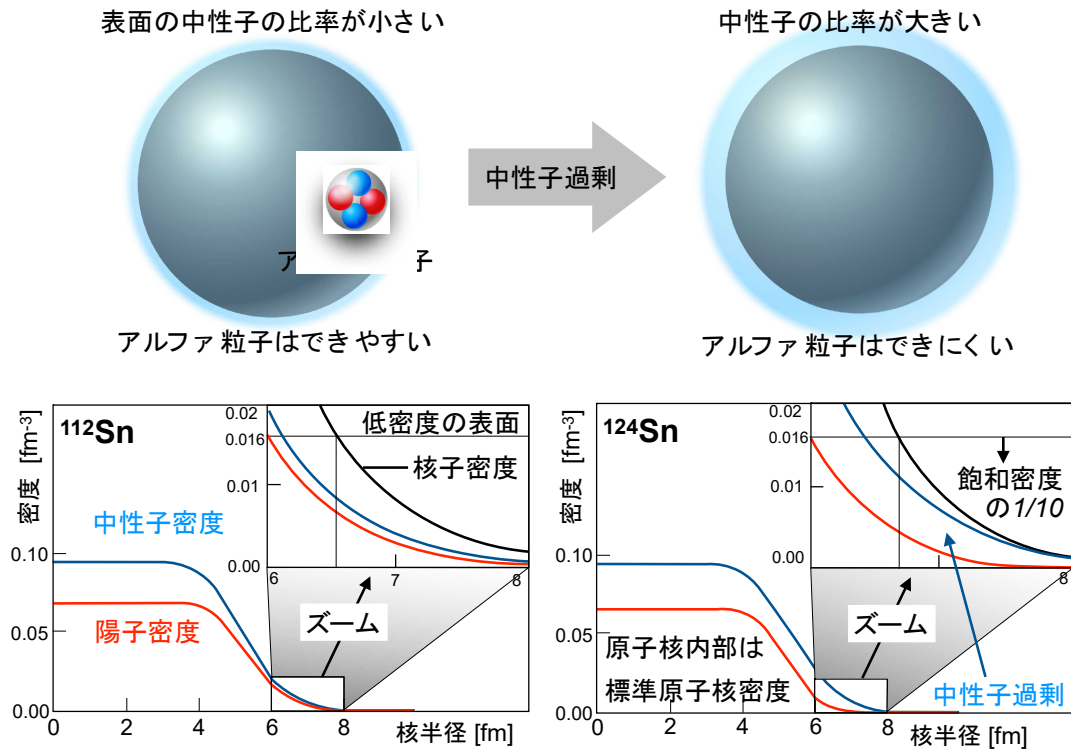 表面の中性子の比率が小さい
中性子の比率が大きい
中性子過剰
ア
子
アルファ粒子はできやすい
アルファ粒子はできにくい
密度 [fm-3]
112Sn
0.02
0.016
0.01
0.00
低密度の表面
核子密度
中性子密度
陽子密度
0.10
0.05
0.00
6
7
8
ズーム
0
2
4
6
8
核半径 [fm]
密度 [fm-3]
124Sn
0.02
0.016
0.01
0.00
飽和密度
の1/10
8
0.10
0.05
0.00
ズーム
原子核内部は
標準原子核密度
中性子過剰
0
2
4
6
8
核半径 [fm]